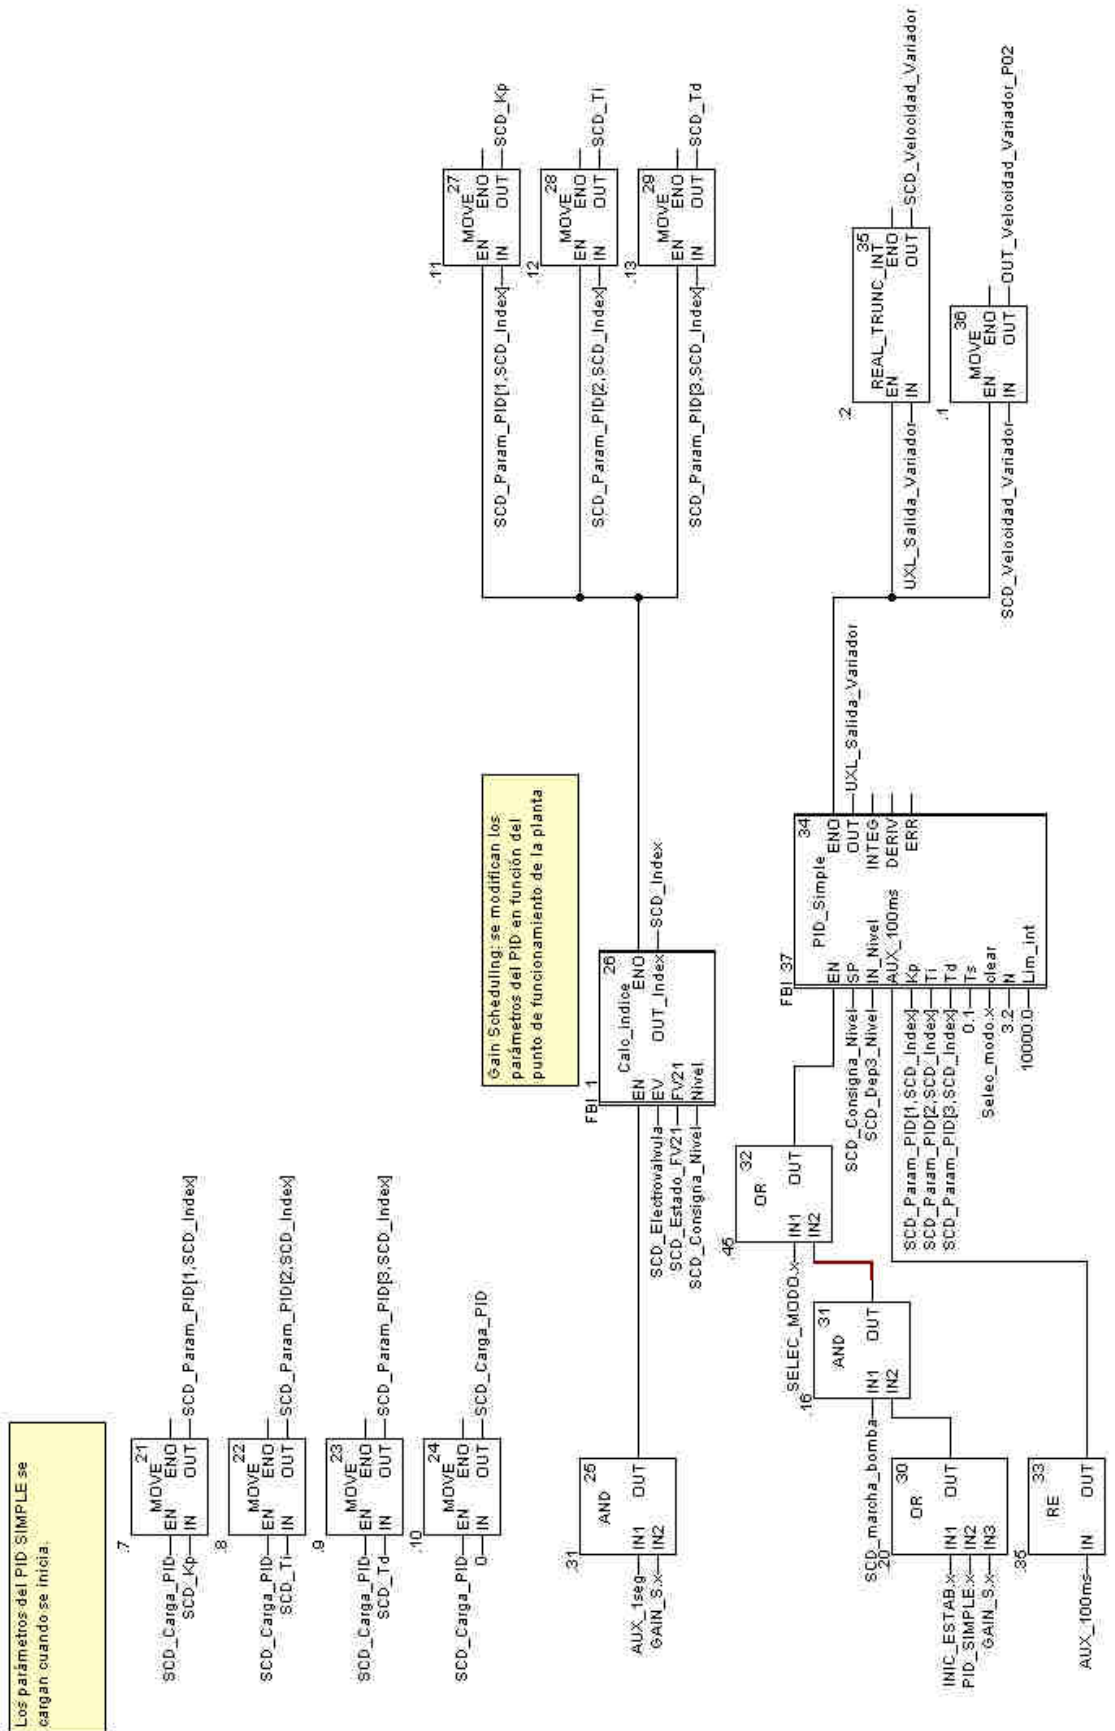 Los parámetros del PID SIMPLE se
cargan cuando se inicia.
.7
21
MOVE
EN ENO
IN OUT
SCD_Carga_PID
SCD_Kp
SCD_Param_PID[1,SCD_Index]
.8
22
MOVE
EN ENO
IN OUT
SCD_Carga_PID
SCD_Ti
SCD_Param_PID[2,SCD_Index]
.9
23
MOVE
EN ENO
IN OUT
SCD_Carga_PID
SCD_Td
SCD_Param_PID[3,SCD_Index]
.10
24
MOVE
EN ENO
IN OUT
SCD_Carga_PID
0
SCD_Carga_PID
Gain Scheduling: se modifican los
parámetros del PID en función del
punto de funcionamiento de la planta
.31
25
AND
IN1 OUT
IN2
AUX_1seg
GAIN_S.x
FBI_1
26
Calc_indice
EN ENO
EV OUT_Index
FV21
Nivel
SCD_Electroválvula
SCD_Estado_FV21
SCD_Consigna_Nivel
SCD_Index
.11
27
MOVE
EN ENO
IN OUT
SCD_Param_PID[1,SCD_Index]
SCD_Kp
.12
28
MOVE
EN ENO
IN OUT
SCD_Param_PID[2,SCD_Index]
SCD_Ti
.13
29
MOVE
EN ENO
IN OUT
SCD_Param_PID[3,SCD_Index]
SCD_Td
.45
32
OR
IN1 OUT
IN2
SELEC_MODO.x
.16
31
AND
IN1 OUT
IN2
SCD_marcha_bomba
.20
30
OR
IN1 OUT
IN2
IN3
INIC_ESTAB.x
PID_SIMPLE.x
GAIN_S.x
.35
33
RE
IN OUT
AUX_100ms
FBI_37
34
PID_Simple
EN ENO
SP OUT
IN_Nivel INTEG
AUX_100ms DERIV
Kp ERR
Ti
Td
Ts
clear
N
Lim_int
SCD_Consigna_Nivel
SCD_Dep3_Nivel
SCD_Param_PID[1,SCD_Index]
SCD_Param_PID[2,SCD_Index]
SCD_Param_PID[3,SCD_Index]
0.1
Selec_modo.x
3.2
10000.0
UXL_Salida_Variador
.2
35
REAL_TRUNC_INT
EN ENO
IN OUT
UXL_Salida_Variador
SCD_Velocidad_Variador
.1
36
MOVE
EN ENO
IN OUT
SCD_Velocidad_Variador
OUT_Velocidad_Variador_P02